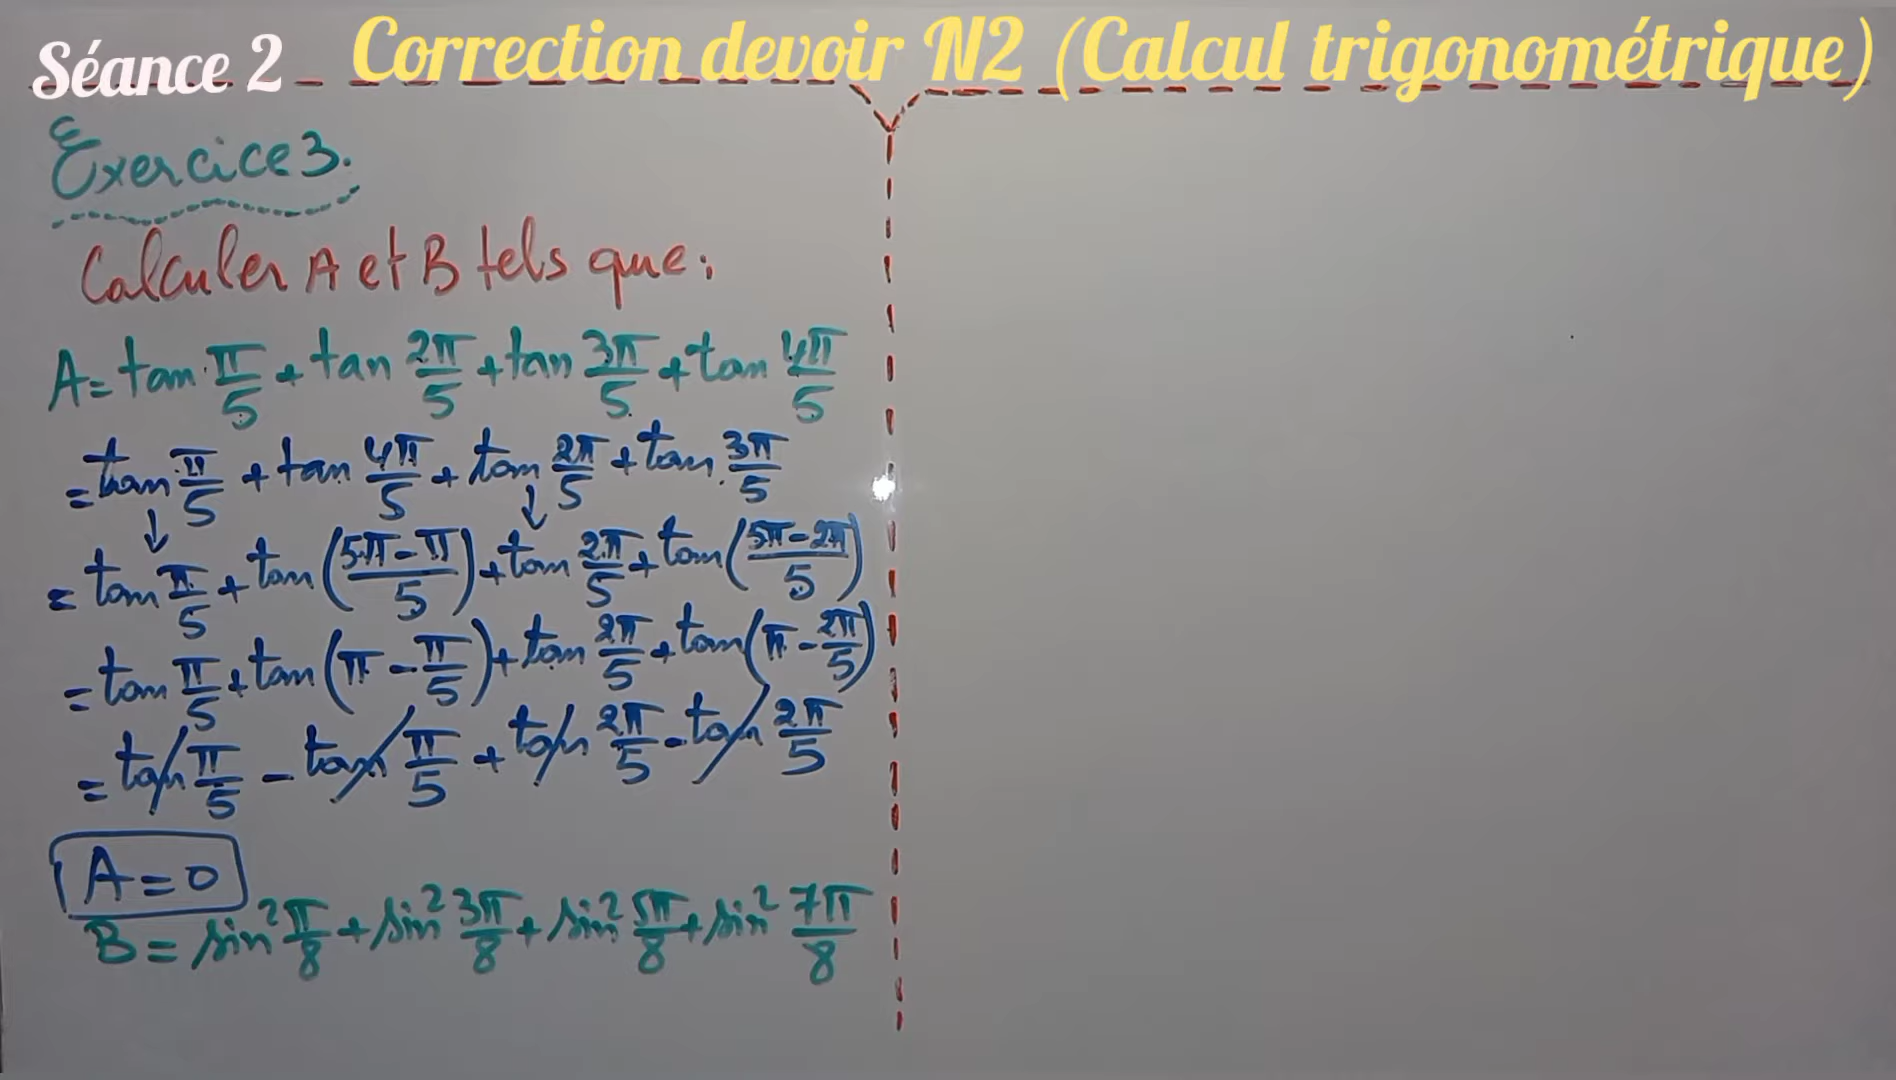 Séance 2 Correction devoir N2 (Calcul trigonométrique)
Exercice 3.
Calculer A et B tels que:
A = tan π/5 + tan 2π/5 + tan 3π/5 + tan 4π/5
= tan π/5 + tan 4π/5 + tan 2π/5 + tan 3π/5
↓ ↓
= tan π/5 + tan (5π-π/5) + tan 2π/5 + tan (5π-2π/5)
= tan π/5 + tan (π - π/5) + tan 2π/5 + tan (π - 2π/5)
= tan π/5 - tan π/5 + tan 2π/5 - tan 2π/5
A = 0
B = sin² π/8 + sin² 3π/8 + sin² 5π/8 + sin² 7π/8